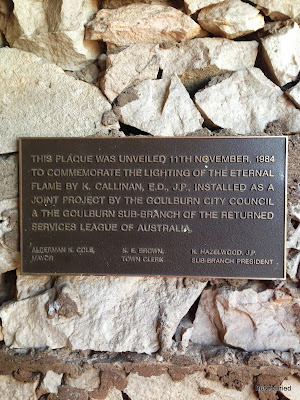 THIS PLAQUE WAS UNVEILED 11TH NOVEMBER, 1984
TO COMMEMORATE THE LIGHTING OF THE ETERNAL
FLAME BY K. CALLINAN, E.D., J.P., INSTALLED AS A
JOINT PROJECT BY THE GOULBURN CITY COUNCIL
& THE GOULBURN SUB-BRANCH OF THE RETURNED
SERVICES LEAGUE OF AUSTRALIA.
ALDERMAN N. COLE, S. E. BROWN, K. HAZELWOOD, J.P.
MAYOR TOWN CLERK. SUB-BRANCH PRESIDENT